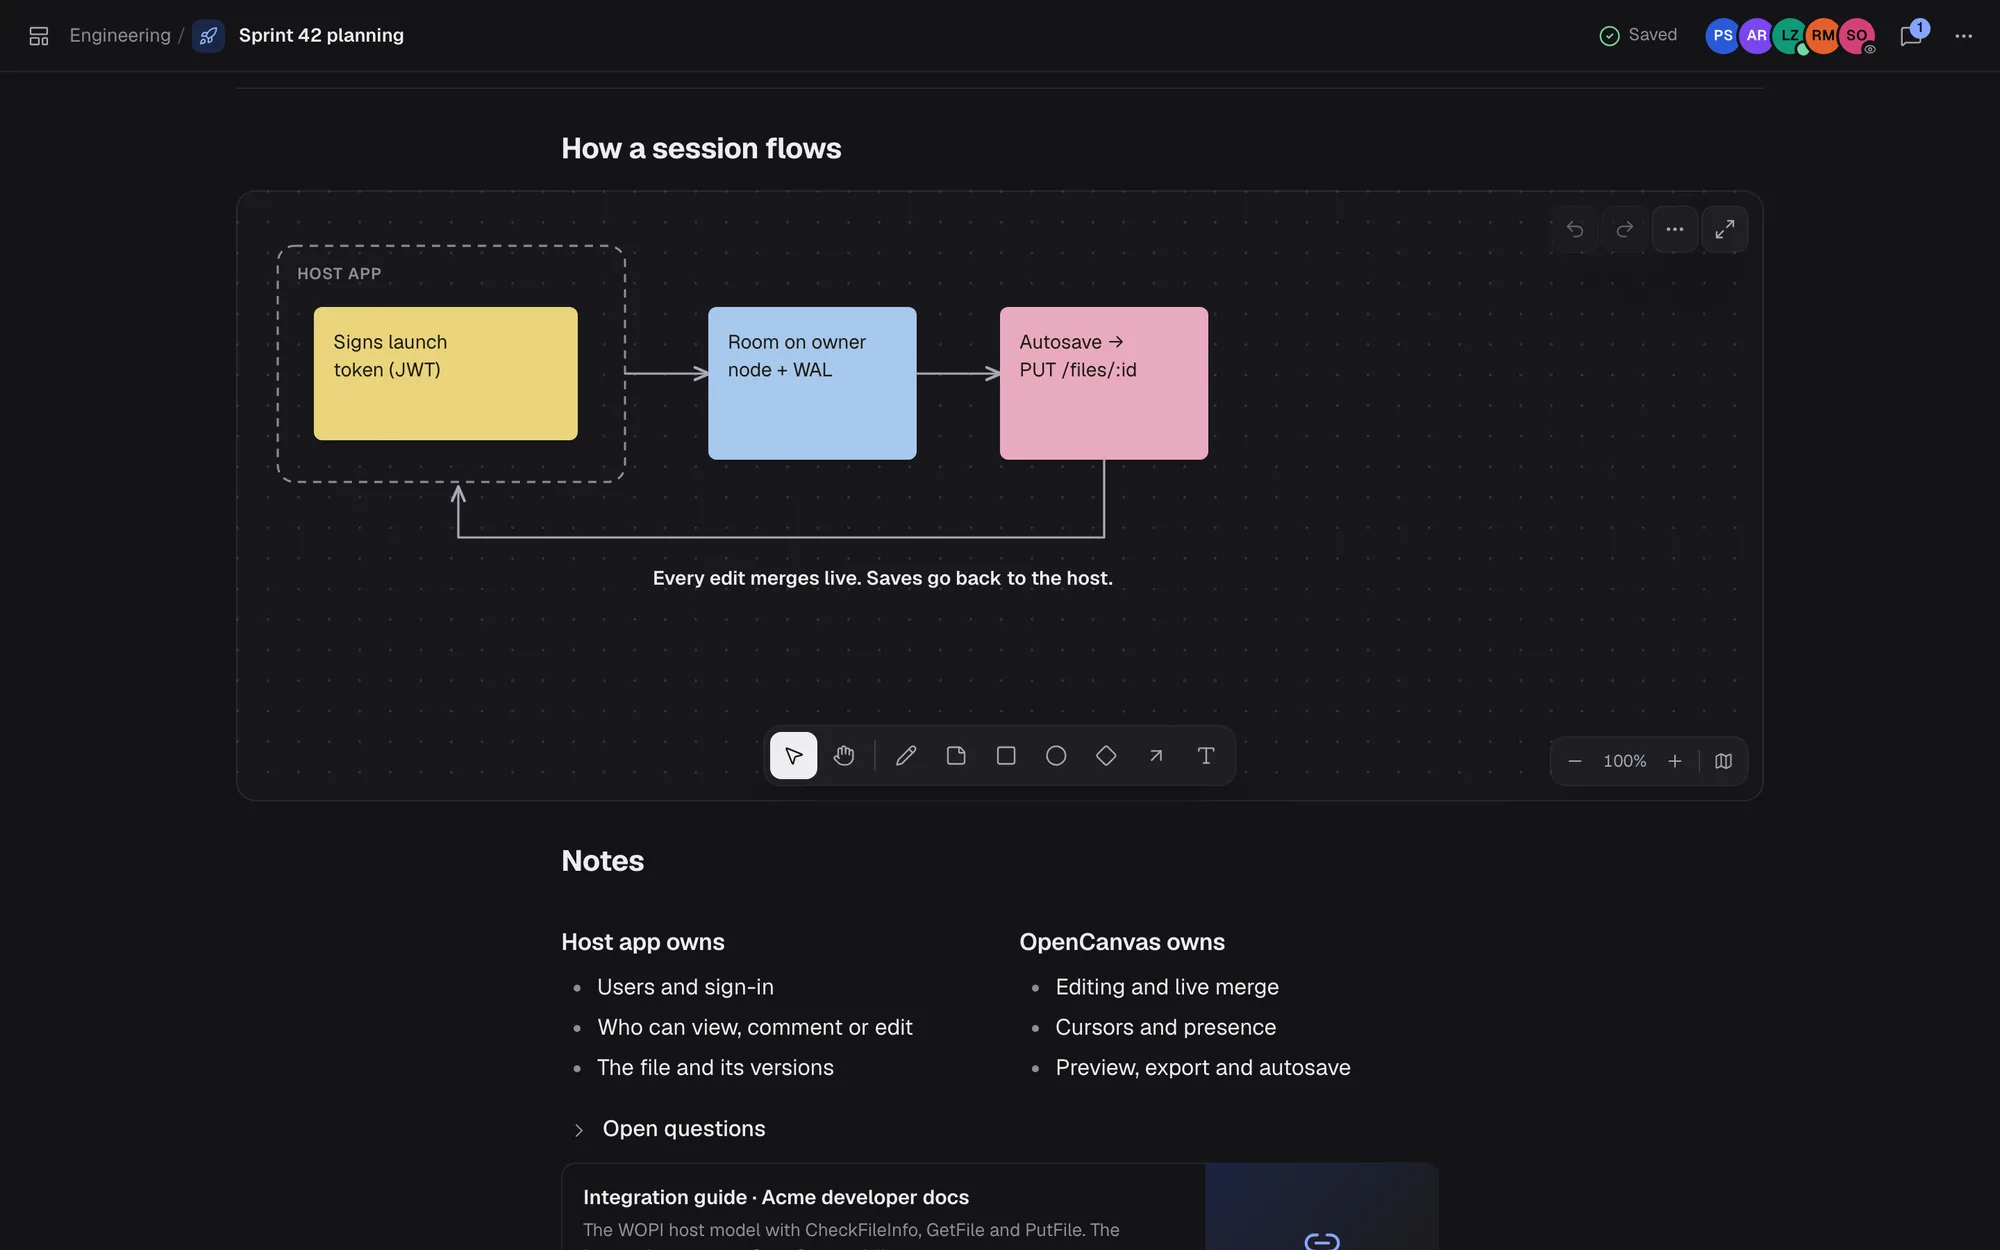 Engineering / Sprint 42 planning
Saved
PS AR LZ RM SO
1
How a session flows
HOST APP
Signs launch
token (JWT)
Room on owner
node + WAL
Autosave →
PUT /files/:id
Every edit merges live. Saves go back to the host.
100%
Notes
Host app owns
• Users and sign-in
• Who can view, comment or edit
• The file and its versions
OpenCanvas owns
• Editing and live merge
• Cursors and presence
• Preview, export and autosave
Open questions
Integration guide · Acme developer docs
The WOPI host model with CheckFileInfo, GetFile and PutFile. The